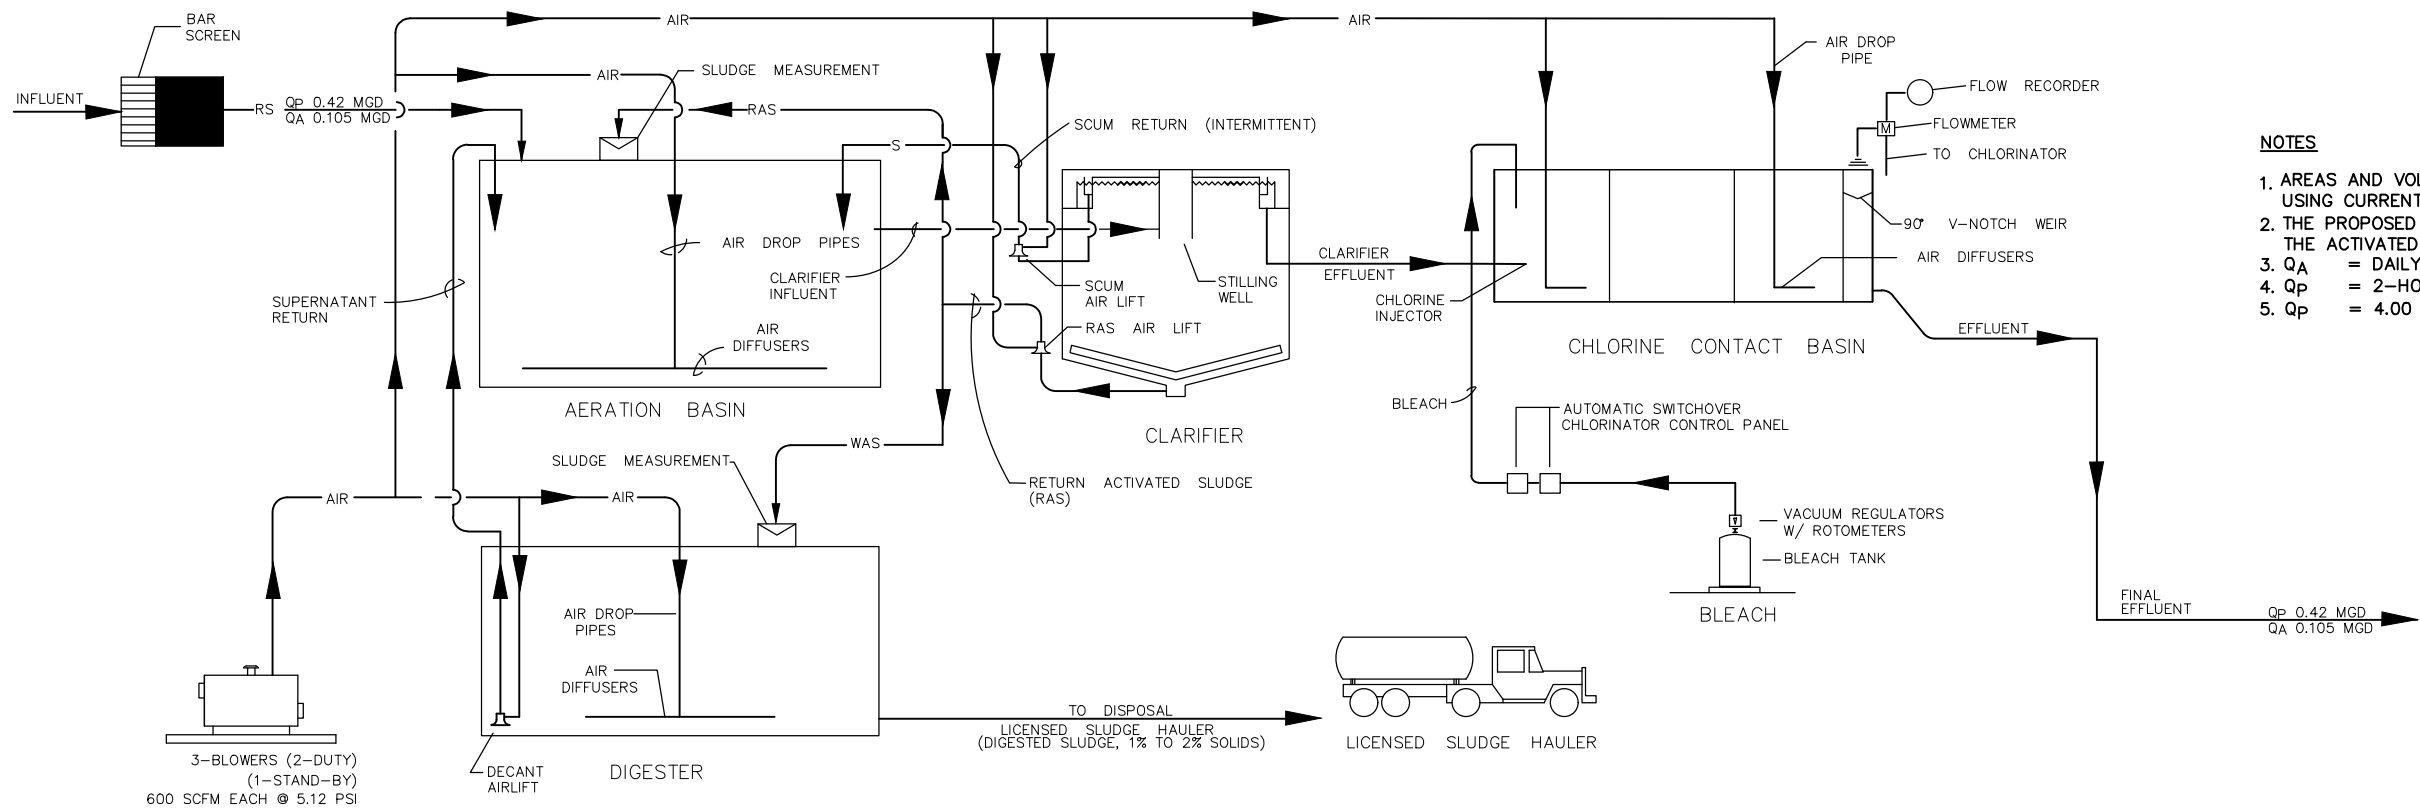 BAR
SCREEN
INFLUENT
RS
QP 0.42 MGD
QA 0.105 MGD
AIR
AIR
AIR
SLUDGE MEASUREMENT
RAS
S
SCUM RETURN (INTERMITTENT)
AIR DROP
PIPE
FLOW RECORDER
M
FLOWMETER
TO CHLORINATOR
90° V-NOTCH WEIR
AIR DIFFUSERS
NOTES
1. AREAS AND VOL
USING CURRENT
2. THE PROPOSED
THE ACTIVATED
3. QA = DAILY
4. QP = 2-HO
5. QP = 4.00
AIR DROP PIPES
CLARIFIER
INFLUENT
SUPERNATANT
RETURN
AIR
DIFFUSERS
AERATION BASIN
SCUM
AIR LIFT
RAS AIR LIFT
STILLING
WELL
CLARIFIER
EFFLUENT
CHLORINE
INJECTOR
CHLORINE CONTACT BASIN
EFFLUENT
CLARIFIER
BLEACH
AUTOMATIC SWITCHOVER
CHLORINATOR CONTROL PANEL
WAS
SLUDGE MEASUREMENT
RETURN ACTIVATED SLUDGE
(RAS)
AIR
AIR
VACUUM REGULATORS
W/ ROTOMETERS
BLEACH TANK
BLEACH
FINAL
EFFLUENT
QP 0.42 MGD
QA 0.105 MGD
AIR DROP
PIPES
AIR
DIFFUSERS
TO DISPOSAL
LICENSED SLUDGE HAULER
(DIGESTED SLUDGE, 1% TO 2% SOLIDS)
LICENSED SLUDGE HAULER
3-BLOWERS (2-DUTY)
(1-STAND-BY)
600 SCFM EACH @ 5.12 PSI
DECANT
AIRLIFT
DIGESTER